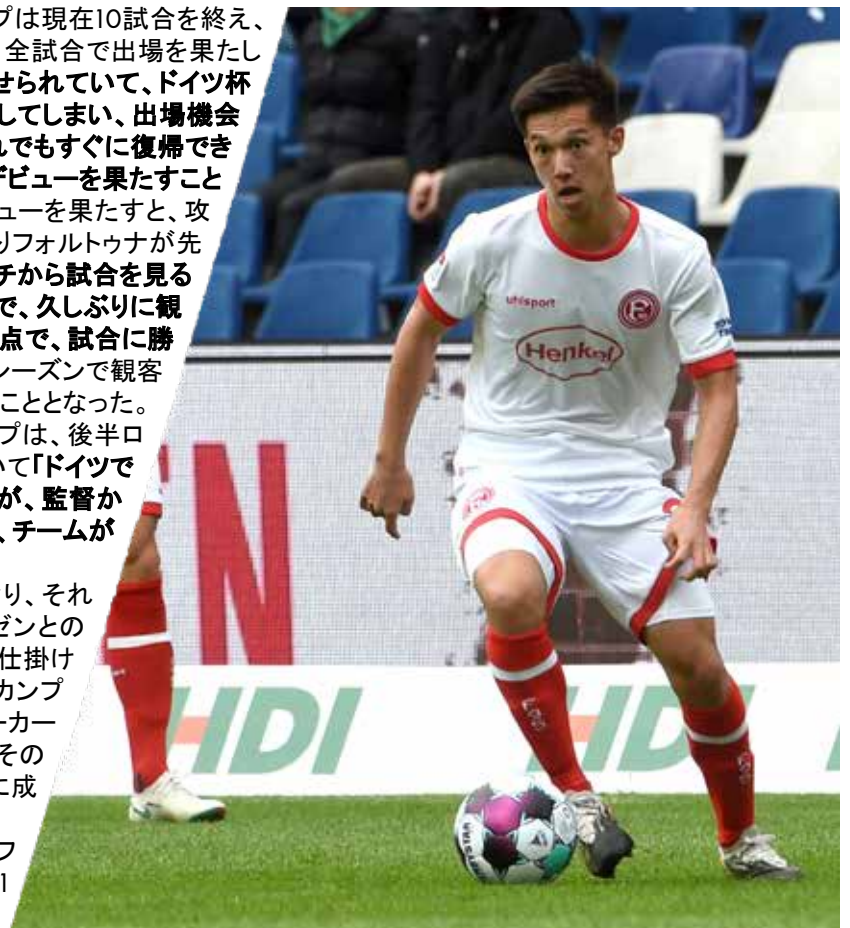 プは現在10試合を終え、
全試合で出場を果たし
せられていて、ドイツ杯
してしまい、出場機会
れでもすぐに復帰でき
デビューを果たすこと
ューを果たすと、攻
りフォルトゥナが先
チから試合を見る
で、久しぶりに観
点で、試合に勝
シーズンで観客
こととなった。
プは、後半ロ
いて「ドイツで
が、監督か
、チームが
り、それ
ゼンとの
仕掛け
カンプ
ーカー
その
に成
フ
1
uhlsport
Henkel
N
HDI
HDI